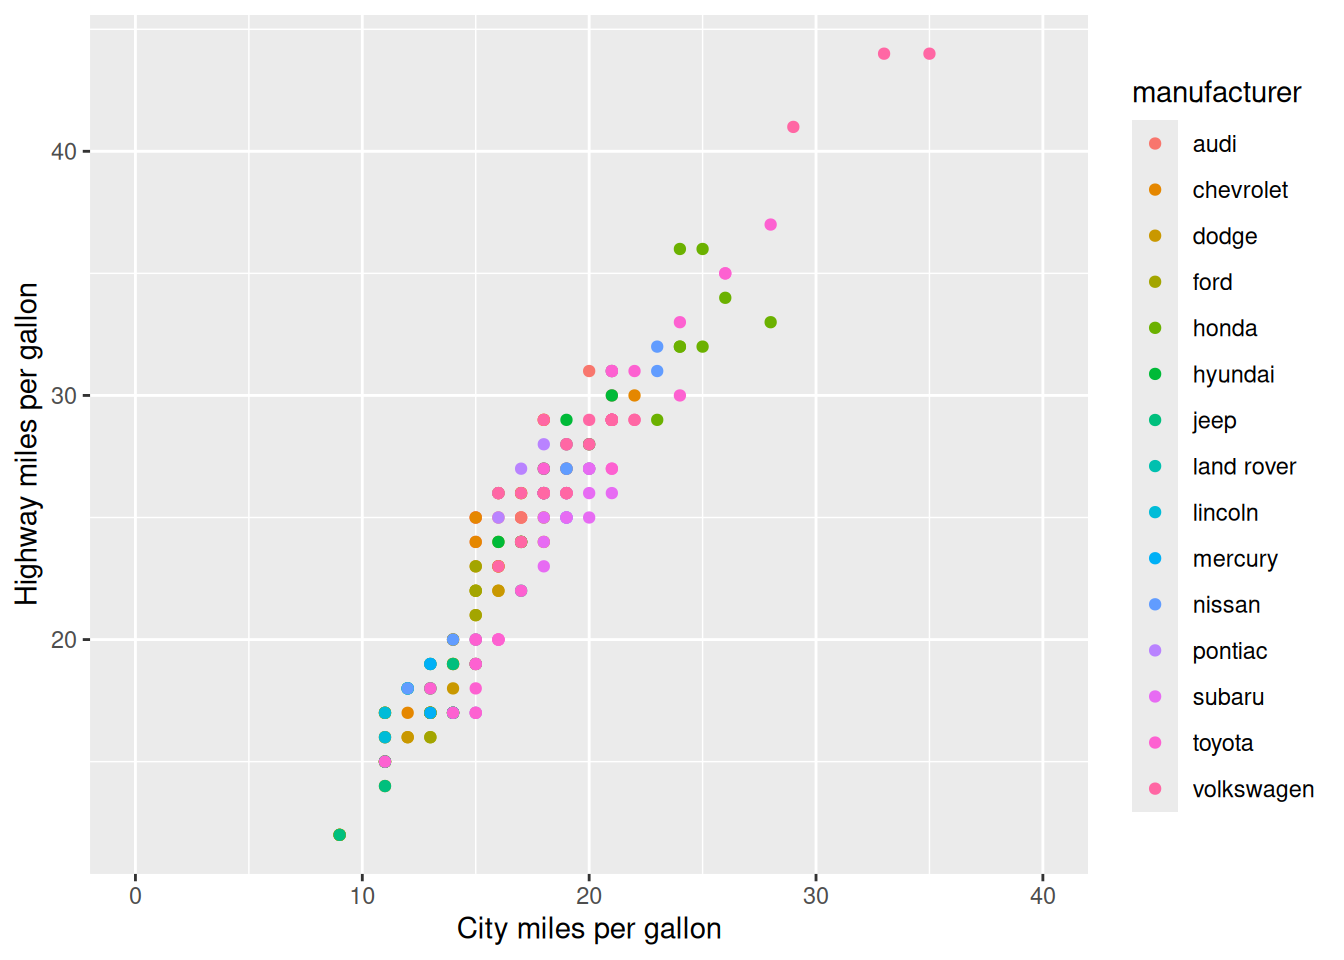 manufacturer
audi
chevrolet
dodge
ford
honda
hyundai
jeep
land rover
lincoln
mercury
nissan
pontiac
subaru
toyota
volkswagen
Highway miles per gallon
40
30
20
0 10 20 30 40
City miles per gallon